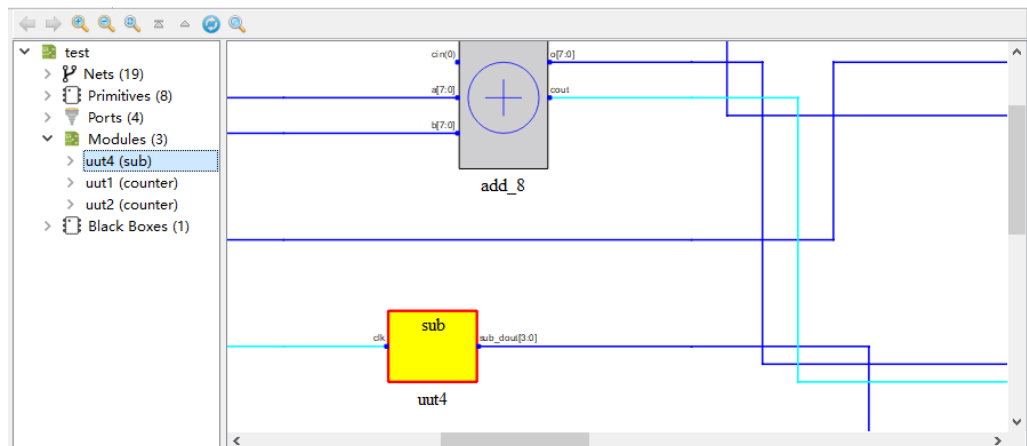 test
Nets (19)
Primitives (8)
Ports (4)
Modules (3)
uut4 (sub)
uut1 (counter)
uut2 (counter)
Black Boxes (1)
cin(0)
o[7:0]
a[7:0]
cout
b[7:0]
add_8
sub
clk
sub_dout[3:0]
uut4